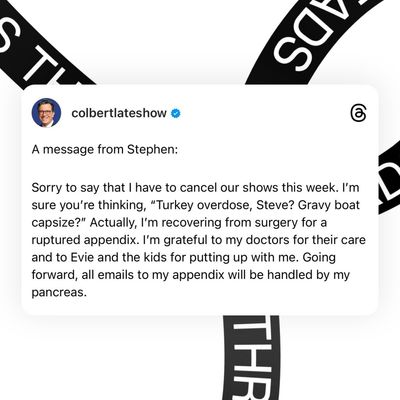 S TH
ADS
colbertlateshow
A message from Stephen:
Sorry to say that I have to cancel our shows this week. I’m
sure you’re thinking, “Turkey overdose, Steve? Gravy boat
capsize?” Actually, I’m recovering from surgery for a
ruptured appendix. I’m grateful to my doctors for their care
and to Evie and the kids for putting up with me. Going
forward, all emails to my appendix will be handled by my
pancreas.
THR